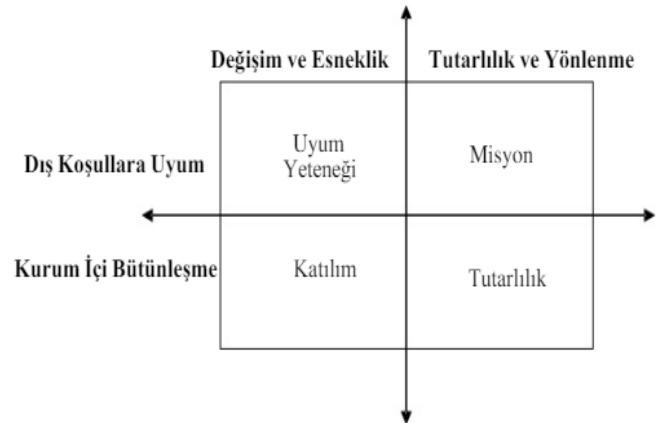 Değişim ve Esneklik
Tutarlılık ve Yönlenme
Dış Koşullara Uyum
Uyum
Yeteneği
Misyon
Kurum İçi Bütünleşme
Katılım
Tutarlılık